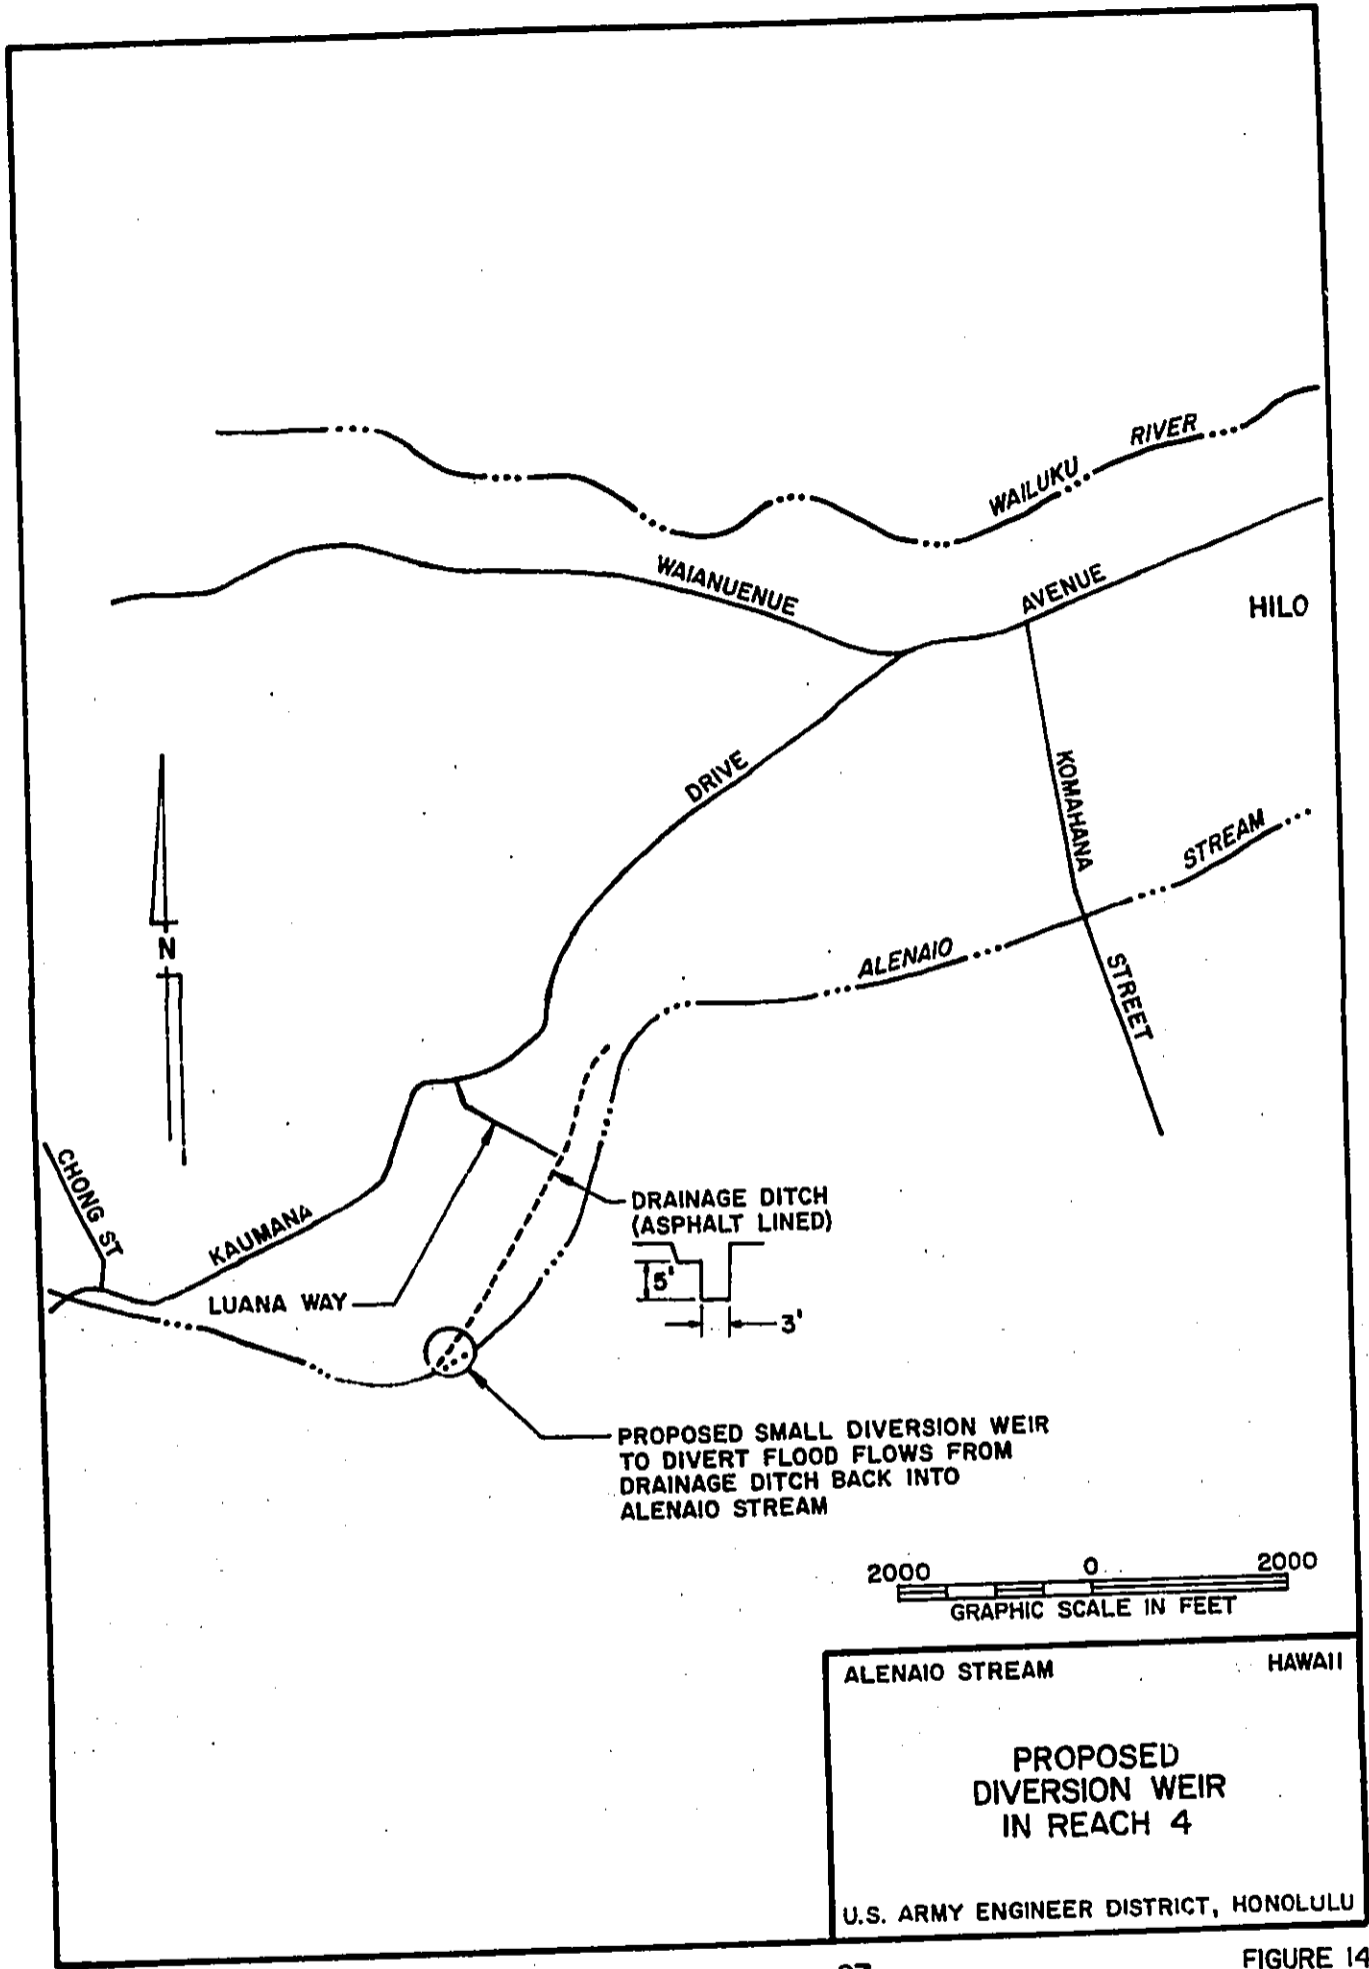 WAILUKU RIVER
WAIANUENUE AVENUE
HILO
KOMAHANA STREET
DRIVE
ALENAIO STREAM
N
CHONG ST
KAUMANA
LUANA WAY
DRAINAGE DITCH
(ASPHALT LINED)
5'
3'
PROPOSED SMALL DIVERSION WEIR
TO DIVERT FLOOD FLOWS FROM
DRAINAGE DITCH BACK INTO
ALENAIO STREAM
2000 0 2000
GRAPHIC SCALE IN FEET
ALENAIO STREAM HAWAII
PROPOSED
DIVERSION WEIR
IN REACH 4
U.S. ARMY ENGINEER DISTRICT, HONOLULU
FIGURE 14